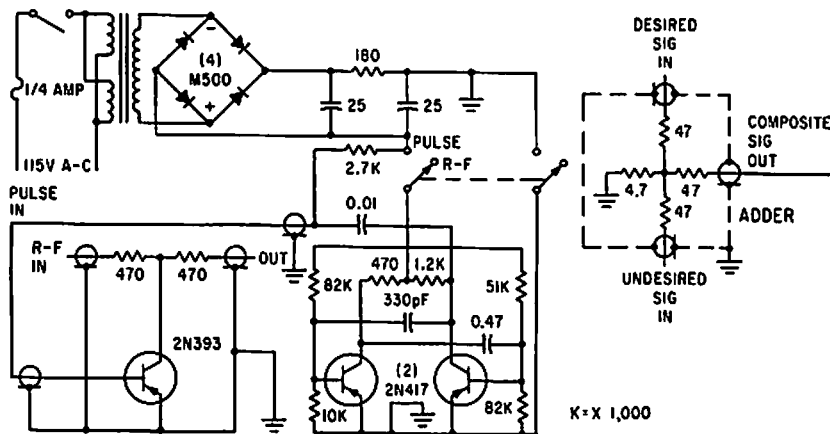 1/4 AMP
115V A-C
(4)
M500
−
+
180
25
25
2.7K
PULSE
R-F
0.01
PULSE
IN
R-F
IN
470
470
OUT
2N393
82K
470
1.2K
330pF
51K
0.47
(2)
2N417
10K
82K
K=X 1,000
DESIRED
SIG
IN
47
4.7
47
47
COMPOSITE
SIG
OUT
ADDER
UNDESIRED
SIG
IN